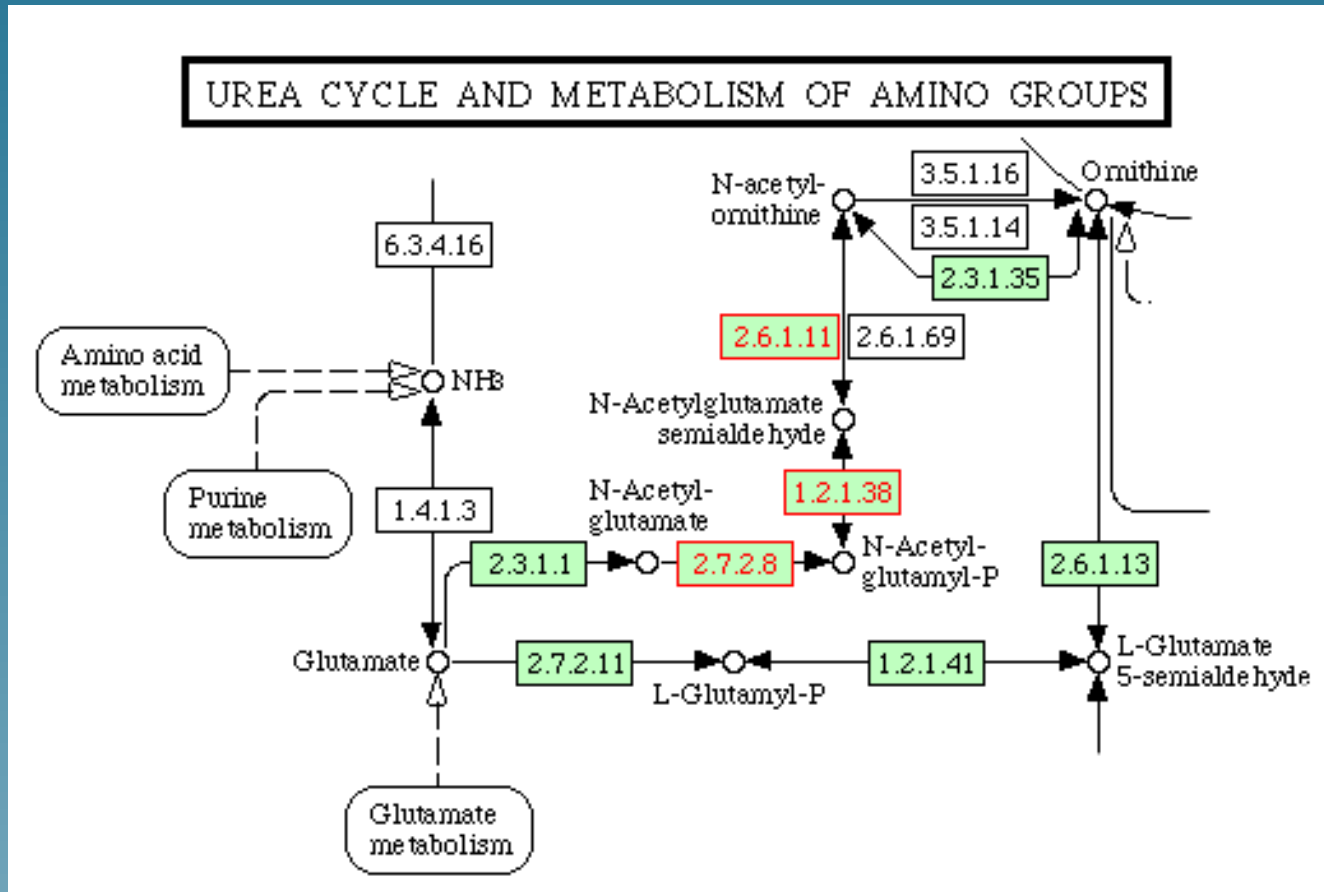 UREA CYCLE AND METABOLISM OF AMINO GROUPS
N-acetyl-
ornithine
3.5.1.16
3.5.1.14
Ornithine
6.3.4.16
2.3.1.35
2.6.1.11
2.6.1.69
Amino acid
metabolism
NH3
N-Acetylglutamate
semialdehyde
Purine
metabolism
1.4.1.3
N-Acetyl-
glutamate
1.2.1.38
2.3.1.1
2.7.2.8
N-Acetyl-
glutamyl-P
2.6.1.13
Glutamate
2.7.2.11
L-Glutamyl-P
1.2.1.41
L-Glutamate
5-semialdehyde
Glutamate
metabolism